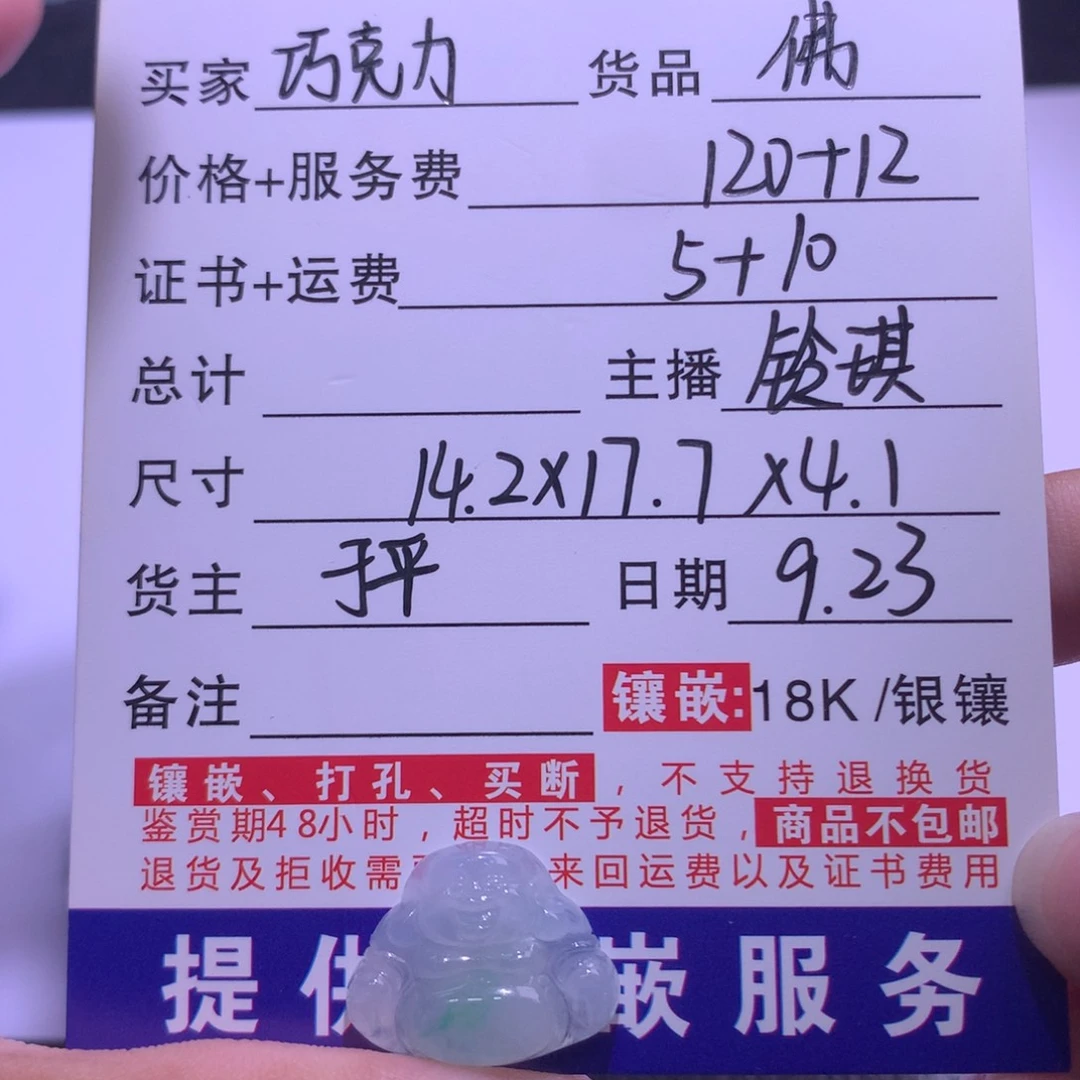 买家 巧克力 货品 佛
价格+服务费 120+12
证书+运费 5+10
总计 主播 铃琪
尺寸 14.2X17.7X4.1
货主 坪 日期 9.23
备注 镶嵌:18K /银镶
镶嵌、打孔、买断，不支持退换货
鉴赏期48小时，超时不予退货，商品不包邮
退货及拒收需 来回运费以及证书费用
提供 嵌服务